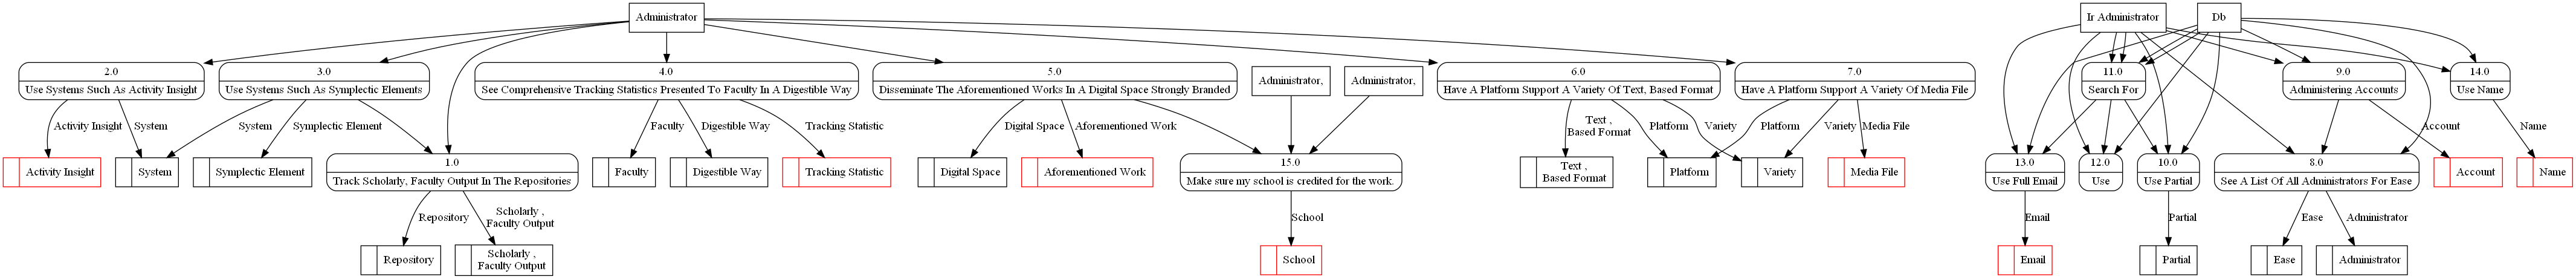 Administrator
Ir Administrator
Db
2.0
Use Systems Such As Activity Insight
3.0
Use Systems Such As Symplectic Elements
4.0
See Comprehensive Tracking Statistics Presented To Faculty In A Digestible Way
5.0
Disseminate The Aforementioned Works In A Digital Space Strongly Branded
Administrator,
Administrator,
6.0
Have A Platform Support A Variety Of Text, Based Format
7.0
Have A Platform Support A Variety Of Media File
11.0
Search For
9.0
Administering Accounts
14.0
Use Name
Activity Insight
System
System
Symplectic Element
Faculty
Digestible Way
Tracking Statistic
Digital Space
Aforementioned Work
Text ,
Based Format
Platform
Variety
Platform
Variety
Media File
Account
Name
Activity Insight
System
Symplectic Element
1.0
Track Scholarly, Faculty Output In The Repositories
Faculty
Digestible Way
Tracking Statistic
Digital Space
Aforementioned Work
15.0
Make sure my school is credited for the work.
Text ,
Based Format
Platform
Variety
Media File
13.0
Use Full Email
12.0
Use
10.0
Use Partial
8.0
See A List Of All Administrators For Ease
Account
Name
Repository
Scholarly ,
Faculty Output
School
Email
Partial
Ease
Administrator
Repository
Scholarly ,
Faculty Output
School
Email
Partial
Ease
Administrator